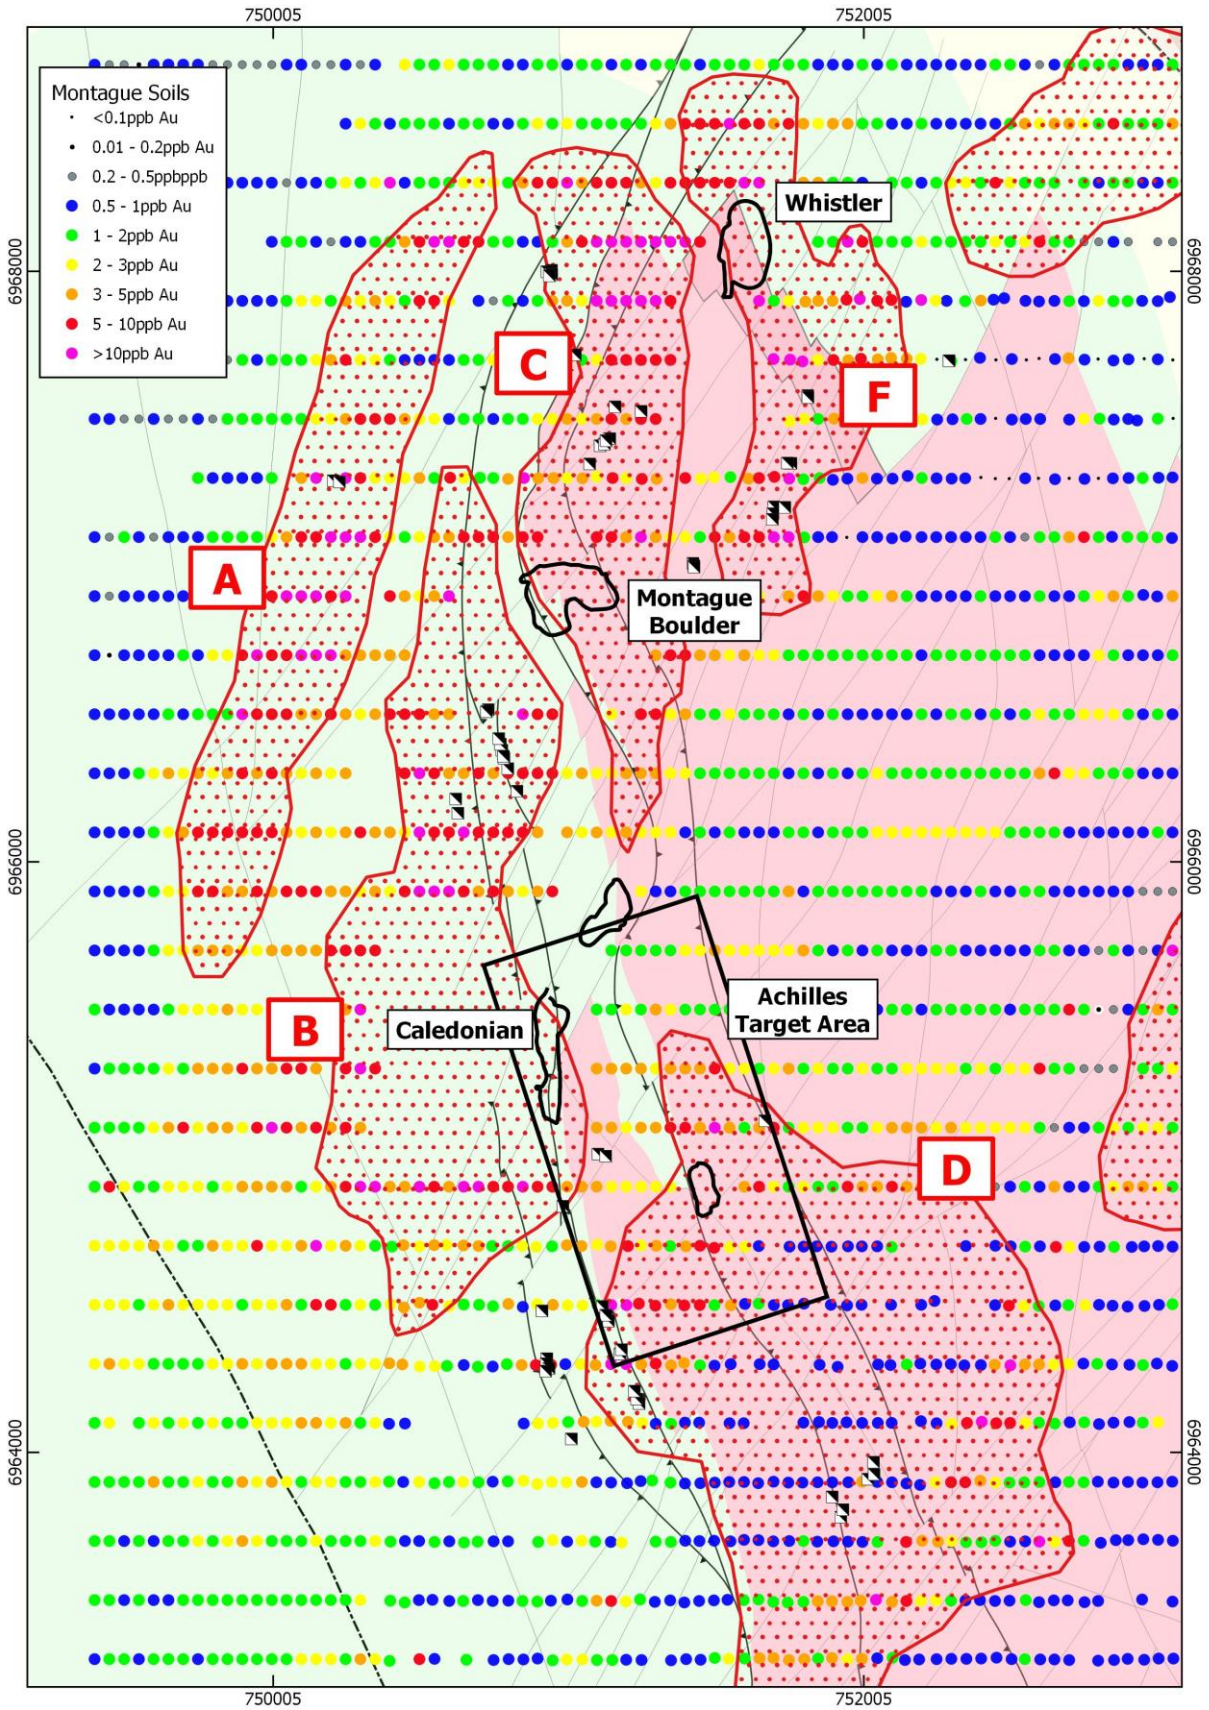 750005
752005
Montague Soils
<0.1ppb Au
0.01 - 0.2ppb Au
0.2 - 0.5ppbppb
0.5 - 1ppb Au
1 - 2ppb Au
2 - 3ppb Au
3 - 5ppb Au
5 - 10ppb Au
>10ppb Au
Whistler
6968000
6968000
C
F
A
Montague
Boulder
6966000
6966000
Achilles
Target Area
Caledonian
B
D
6964000
6964000
750005
752005